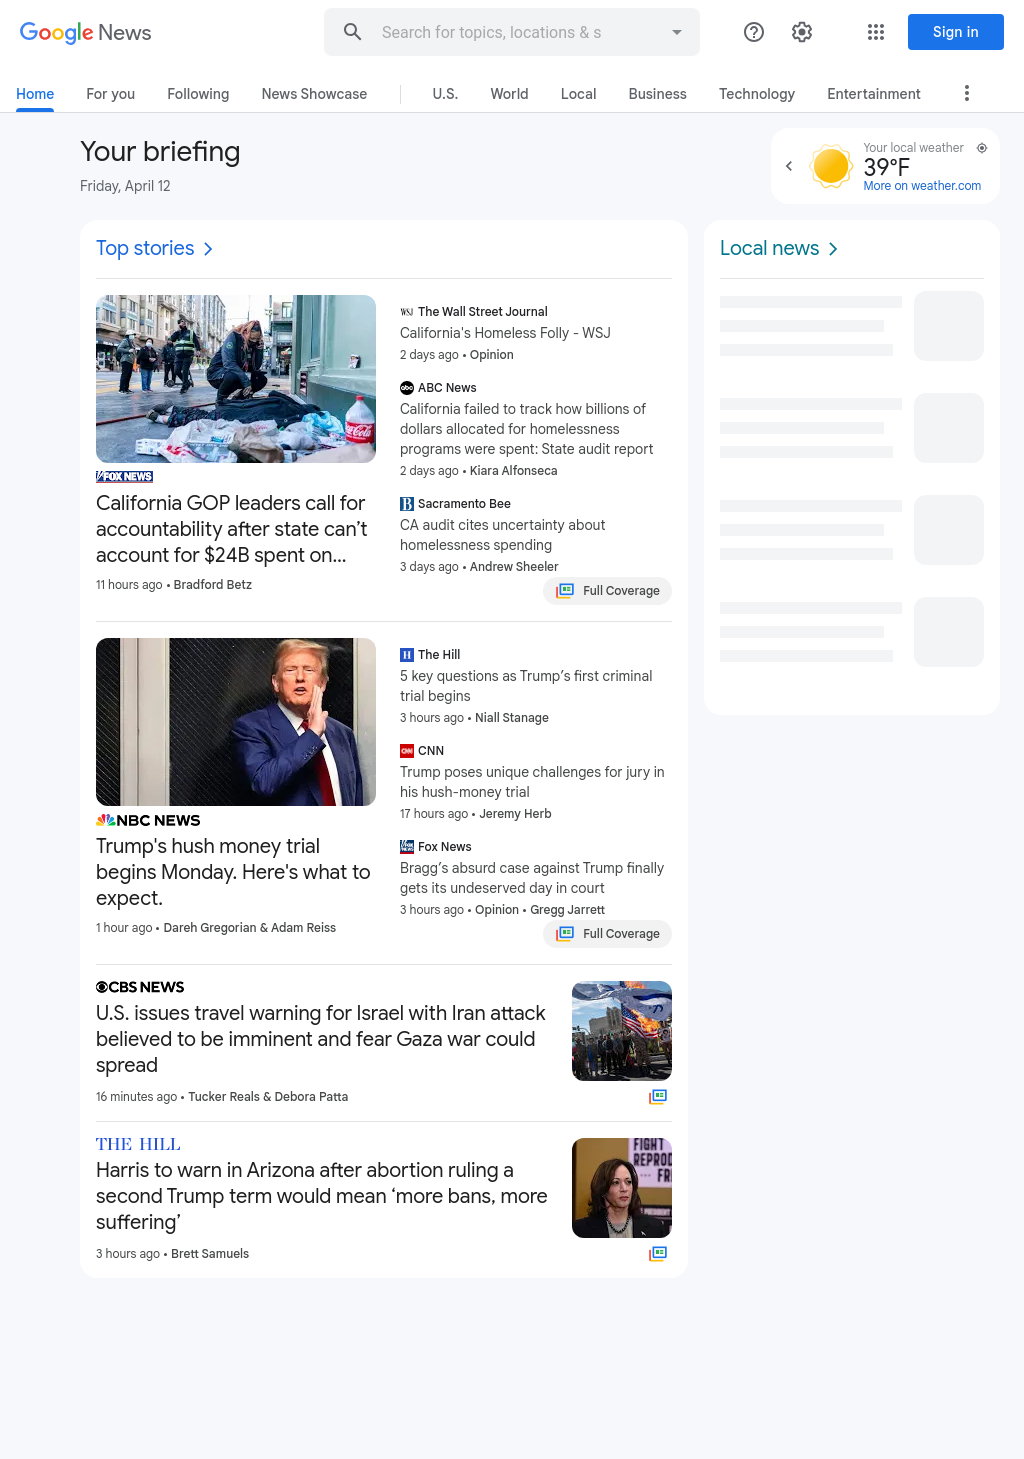 Google News
Search for topics, locations & s
Sign in
Home
For you
Following
News Showcase
U.S.
World
Local
Business
Technology
Entertainment
Your briefing
Friday, April 12
Your local weather
39°F
More on weather.com
Top stories
FOX NEWS
California GOP leaders call for
accountability after state can’t
account for $24B spent on...
11 hours ago • Bradford Betz
WSJ The Wall Street Journal
California's Homeless Folly - WSJ
2 days ago • Opinion
abc ABC News
California failed to track how billions of
dollars allocated for homelessness
programs were spent: State audit report
2 days ago • Kiara Alfonseca
B Sacramento Bee
CA audit cites uncertainty about
homelessness spending
3 days ago • Andrew Sheeler
Full Coverage
Coca-Cola
NBC NEWS
Trump's hush money trial
begins Monday. Here's what to
expect.
1 hour ago • Dareh Gregorian & Adam Reiss
H The Hill
5 key questions as Trump’s first criminal
trial begins
3 hours ago • Niall Stanage
CNN CNN
Trump poses unique challenges for jury in
his hush-money trial
17 hours ago • Jeremy Herb
Fox News
Bragg’s absurd case against Trump finally
gets its undeserved day in court
3 hours ago • Opinion • Gregg Jarrett
Full Coverage
CBS NEWS
U.S. issues travel warning for Israel with Iran attack
believed to be imminent and fear Gaza war could
spread
16 minutes ago • Tucker Reals & Debora Patta
THE HILL
Harris to warn in Arizona after abortion ruling a
second Trump term would mean ‘more bans, more
suffering’
3 hours ago • Brett Samuels
FIGHT
REPROD
FR
Local news